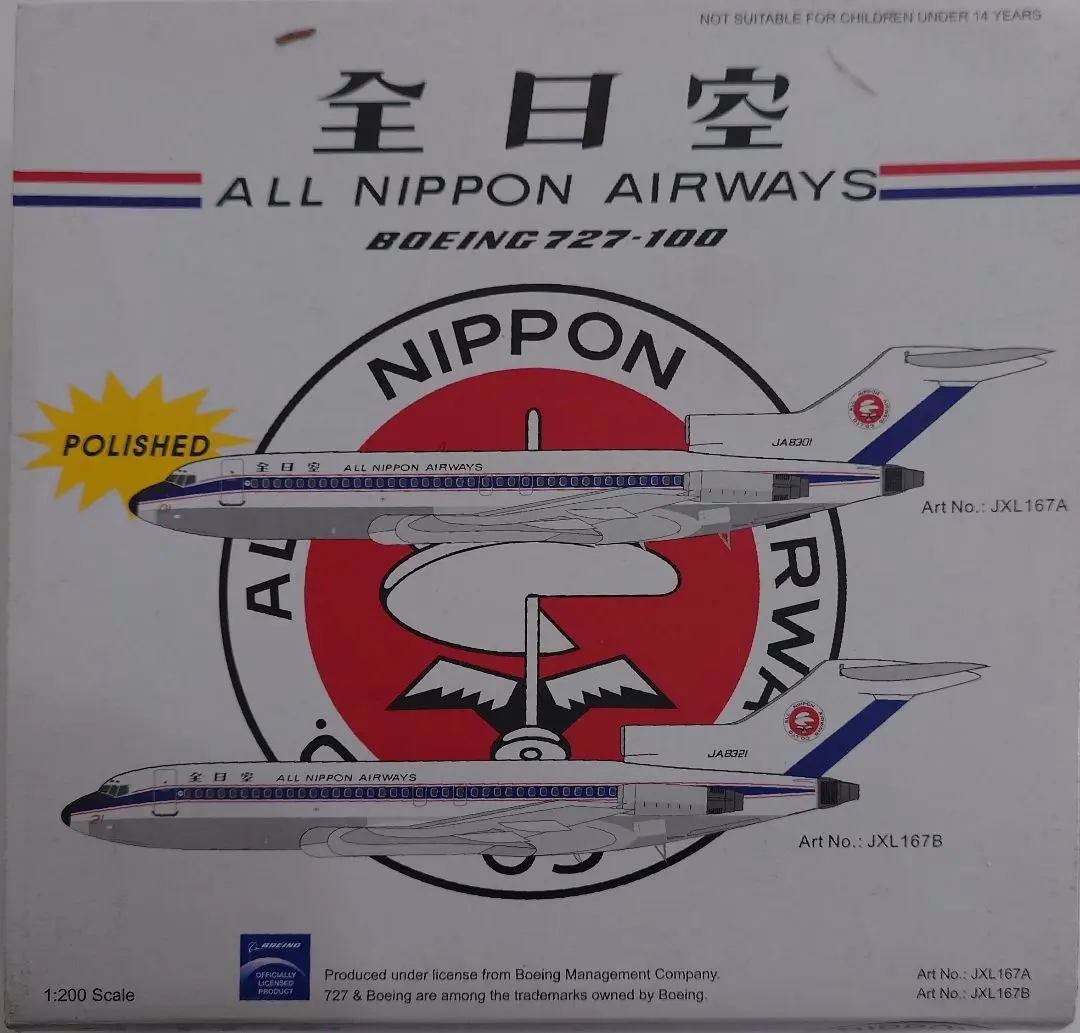 NOT SUITABLE FOR CHILDREN UNDER 14 YEARS
全日空
ALL NIPPON AIRWAYS
BOEING 727-100
NIPPON
POLISHED
JA8301
全日空 ALL NIPPON AIRWAYS
Art No.: JXL167A
AL
IRWA
JA8321
全日空 ALL NIPPON AIRWAYS
21
Art No.: JXL167B
BOEING
OFFICIALLY
LICENSED
PRODUCT
Produced under license from Boeing Management Company.
727 & Boeing are among the trademarks owned by Boeing.
1:200 Scale
Art No.: JXL167A
Art No.: JXL167B